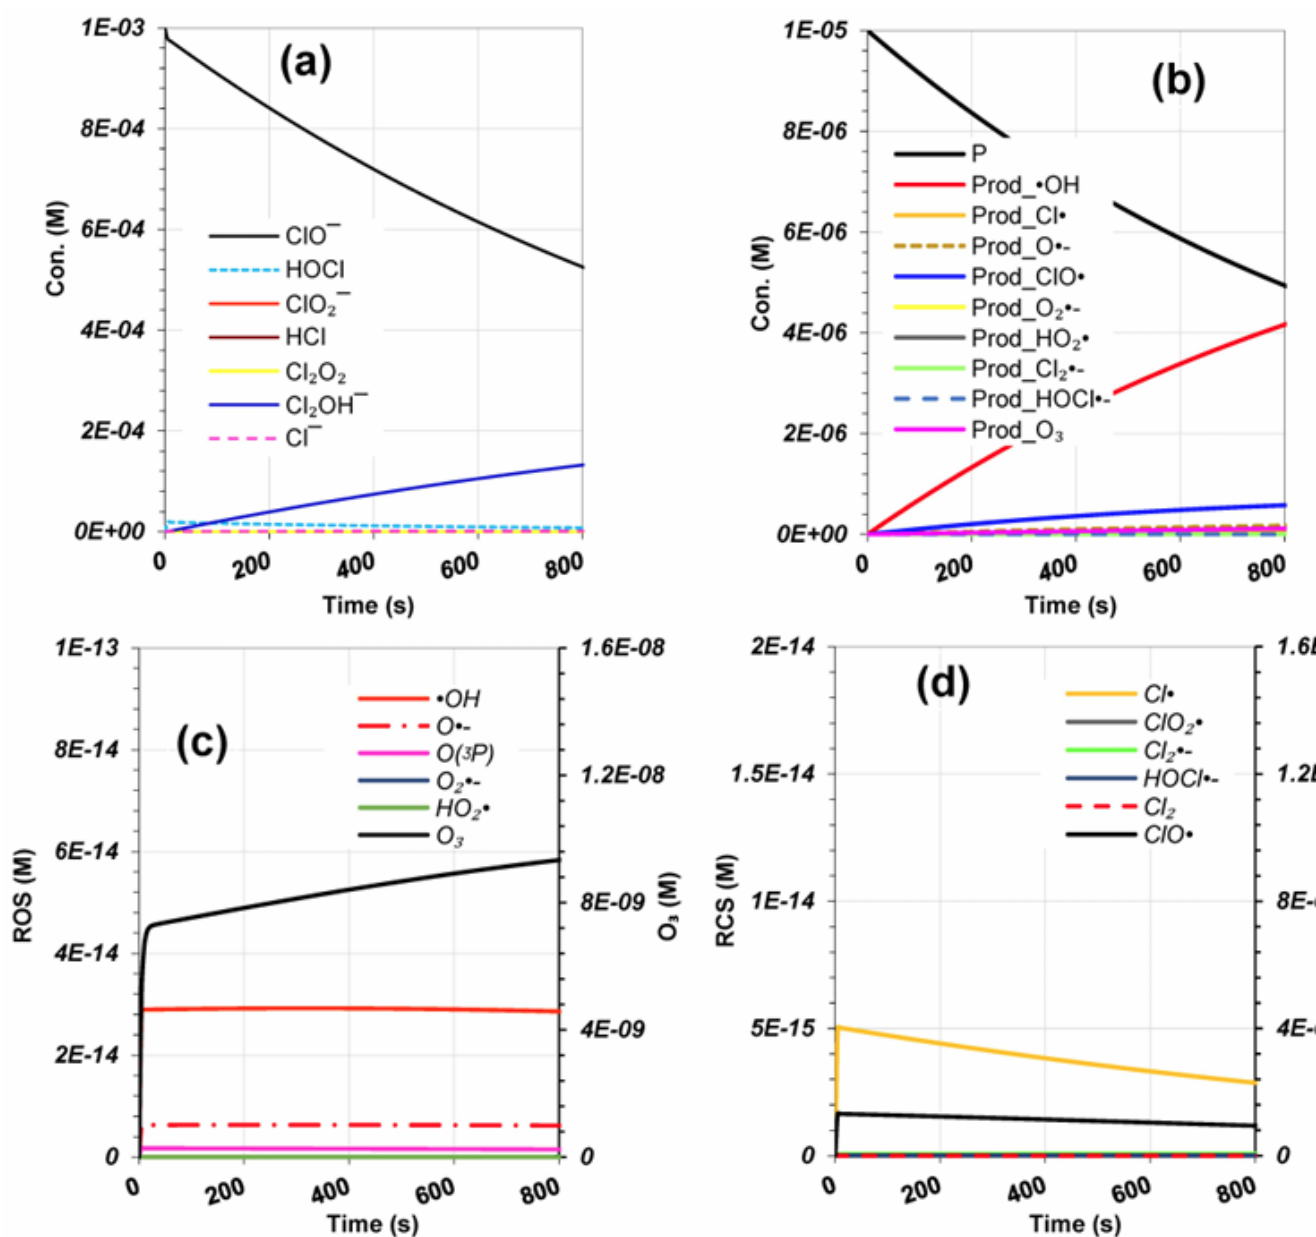 (a)
1E-03
8E-04
6E-04
4E-04
2E-04
0E+00
Con. (M)
ClO⁻
HOCl
ClO₂⁻
HCl
Cl₂O₂
Cl₂OH⁻
Cl⁻
0
200
400
600
800
Time (s)
(b)
1E-05
8E-06
6E-06
4E-06
2E-06
0E+00
Con. (M)
P
Prod_•OH
Prod_Cl•
Prod_O•-
Prod_ClO•
Prod_O₂•-
Prod_HO₂•
Prod_Cl₂•-
Prod_HOCl•-
Prod_O₃
0
200
400
600
800
Time (s)
(c)
1E-13
8E-14
6E-14
4E-14
2E-14
0
ROS (M)
•OH
O•-
O(³P)
O₂•-
HO₂•
O₃
1.6E-08
1.2E-08
8E-09
4E-09
0
O₃ (M)
0
200
400
600
800
Time (s)
(d)
2E-14
1.5E-14
1E-14
5E-15
0
RCS (M)
Cl•
ClO₂•
Cl₂•-
HOCl•-
Cl₂
ClO•
0
0
200
400
600
800
Time (s)